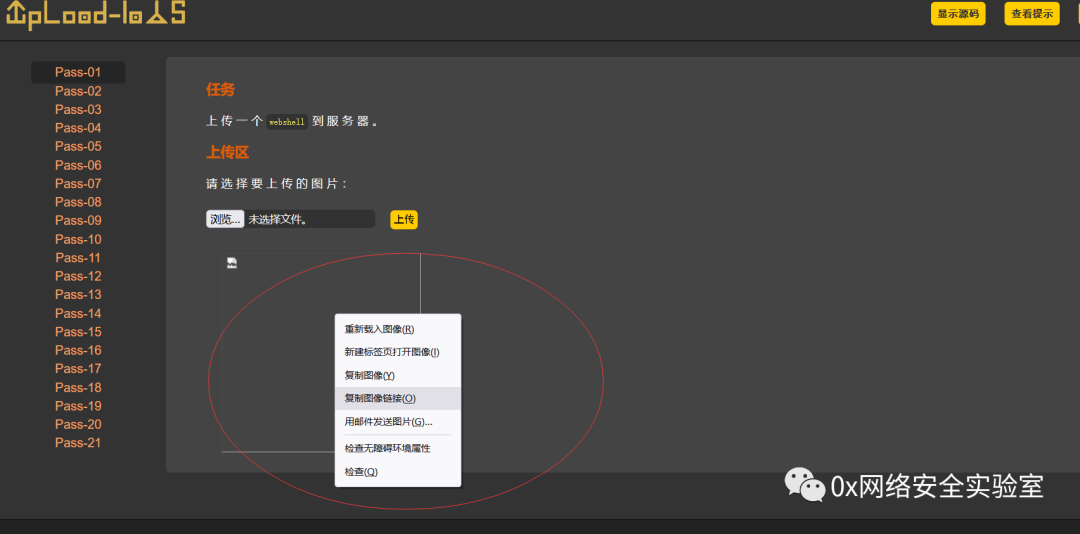 UpLoad-labs
显示源码
查看提示
Pass-01
Pass-02
Pass-03
Pass-04
Pass-05
Pass-06
Pass-07
Pass-08
Pass-09
Pass-10
Pass-11
Pass-12
Pass-13
Pass-14
Pass-15
Pass-16
Pass-17
Pass-18
Pass-19
Pass-20
Pass-21
任务
上传一个 webshell 到服务器。
上传区
请选择要上传的图片:
浏览... 未选择文件。 上传
重新载入图像(R)
新建标签页打开图像(I)
复制图像(Y)
复制图像链接(O)
用邮件发送图片(G)...
检查无障碍环境属性
检查(Q)
0x网络安全实验室